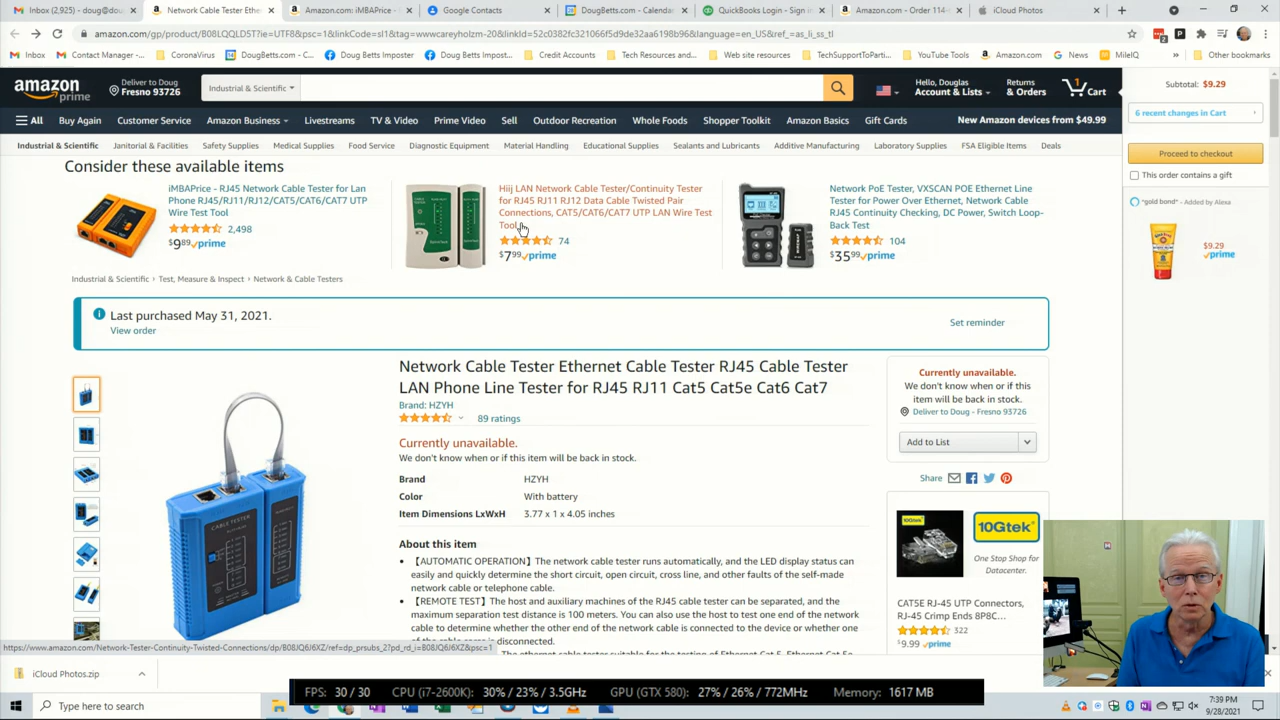 Inbox (2,925) - doug@doug
Network Cable Tester Ethernet
Amazon.com: iMBAPrice - RJ45
Google Contacts
DougBetts.com - Calendar
QuickBooks Login - Sign in
Amazon.com - Order 114-
iCloud Photos
amazon.com/gp/product/B08LQQLD5T?ie=UTF8&psc=1&linkCode=sl1&tag=wwwcareyholzm-20&linkId=52c0382fc321066f5d9de32aa6198b96&language=en_US&ref_=as_li_ss_tl
Inbox
Contact Manager -...
CoronaVirus
DougBetts.com
Doug Betts Impost...
Doug Betts Impost...
Credit Accounts
Tech Resources and...
Web site resources
TechSupportToParti...
YouTube Tools
Amazon.com
News
MileIQ
Other bookmarks
amazon prime
Deliver to Doug
Fresno 93726
Industrial & Scientific
Hello, Douglas
Account & Lists
Returns
& Orders
1
Cart
All
Buy Again
Customer Service
Amazon Business
Livestreams
TV & Video
Prime Video
Sell
Outdoor Recreation
Whole Foods
Shopper Toolkit
Amazon Basics
Gift Cards
New Amazon devices from $49.99
Industrial & Scientific
Janitorial & Facilities
Safety Supplies
Medical Supplies
Food Service
Diagnostic Equipment
Material Handling
Educational Supplies
Sealants and Lubricants
Additive Manufacturing
Laboratory Supplies
FSA Eligible Items
Deals
Subtotal: $9.29
6 recent changes in Cart
Proceed to checkout
This order contains a gift
"gold bond" - Added by Alexa
$9.29
prime
Consider these available items
iMBAPrice - RJ45 Network Cable Tester for Lan
Phone RJ45/RJ11/RJ12/CAT5/CAT6/CAT7 UTP
Wire Test Tool
2,498
$9.89 prime
Hiij LAN Network Cable Tester/Continuity Tester
for RJ45 RJ11 RJ12 Data Cable Twisted Pair
Connections, CAT5/CAT6/CAT7 UTP LAN Wire Test
Tool
74
$7.99 prime
Network PoE Tester, VXSCAN POE Ethernet Line
Tester for Power Over Ethernet, Network Cable
RJ45 Continuity Checking, DC Power, Switch Loop-
Back Test
104
$35.99 prime
Industrial & Scientific › Test, Measure & Inspect › Network & Cable Testers
Last purchased May 31, 2021.
View order
Set reminder
Network Cable Tester Ethernet Cable Tester RJ45 Cable Tester
LAN Phone Line Tester for RJ45 RJ11 Cat5 Cat5e Cat6 Cat7
Brand: HZYH
89 ratings
Currently unavailable.
We don't know when or if this item will be back in stock.
Brand HZYH
Color With battery
Item Dimensions LxWxH 3.77 x 1 x 4.05 inches
About this item
• 【AUTOMATIC OPERATION】The network cable tester runs automatically, and the LED display status can
easily and quickly determine the short circuit, open circuit, cross line, and other faults of the self-made
network cable or telephone cable.
• 【REMOTE TEST】The host and auxiliary machines of the RJ45 cable tester can be separated, and the
maximum separation test distance is 100 meters. You can also use the host to test one end of the network
cable to determine whether the other end of the network cable is connected to the device or whether one
of the cable cores is disconnected.
Currently unavailable.
We don't know when or if this
item will be back in stock.
Deliver to Doug - Fresno 93726
Add to List
Share
10Gtek
One Stop Shop for
Datacenter.
CAT5E RJ-45 UTP Connectors,
RJ-45 Crimp Ends 8P8C...
322
$9.99 prime
CABLE TESTER
https://www.amazon.com/Network-Tester-Continuity-Twisted-Connections/dp/B08JQ6J6XZ/ref=dp_prsubs_2?pd_rd_i=B08JQ6J6XZ&psc=1
iCloud Photos.zip
FPS: 30 / 30
CPU (i7-2600K): 30% / 23% / 3.5GHz
GPU (GTX 580): 27% / 26% / 772MHz
Memory: 1617 MB
Type here to search
7:39 PM
9/28/2021